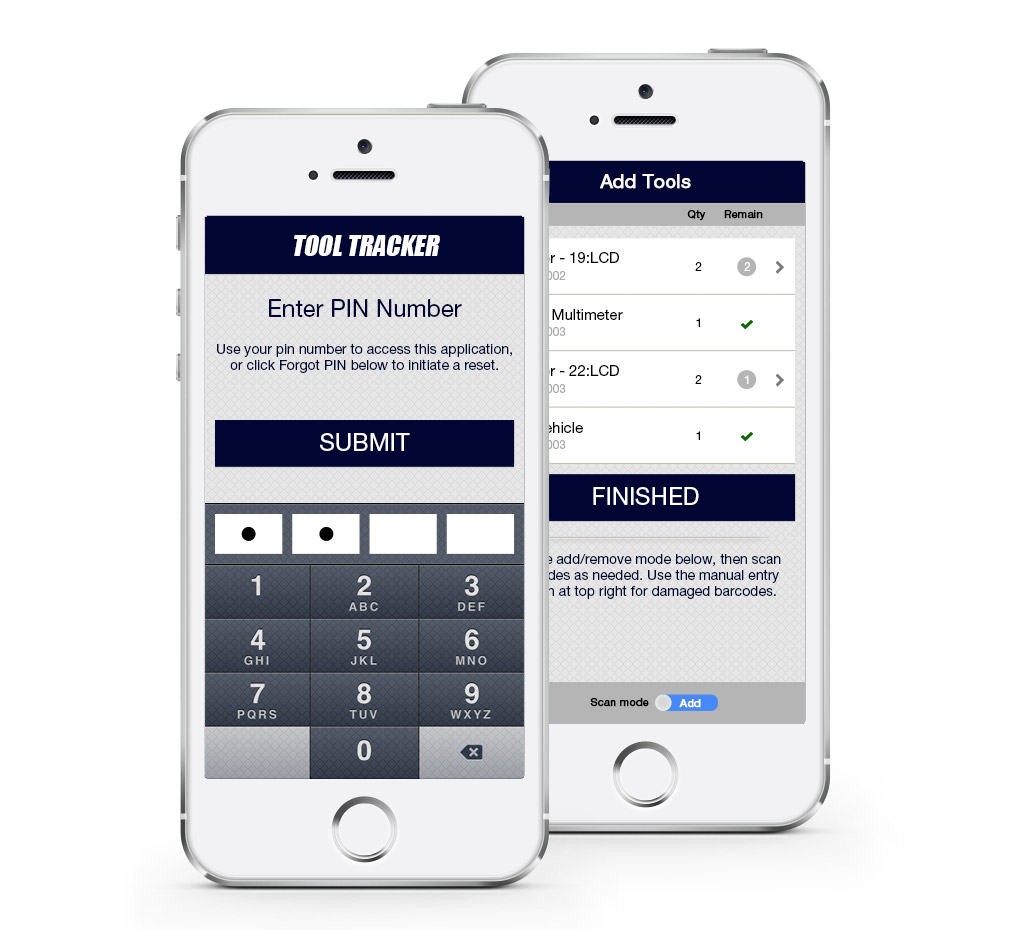 TOOL TRACKER
Enter PIN Number
Use your pin number to access this application,
or click Forgot PIN below to initiate a reset.
SUBMIT
1
2
ABC
3
DEF
4
GHI
5
JKL
6
MNO
7
PQRS
8
TUV
9
WXYZ
0
Add Tools
Qty Remain
r - 19:LCD
2 2
002
Multimeter
1
003
r - 22:LCD
2 1
003
ehicle
1
003
FINISHED
e add/remove mode below, then scan
des as needed. Use the manual entry
n at top right for damaged barcodes.
Scan mode Add